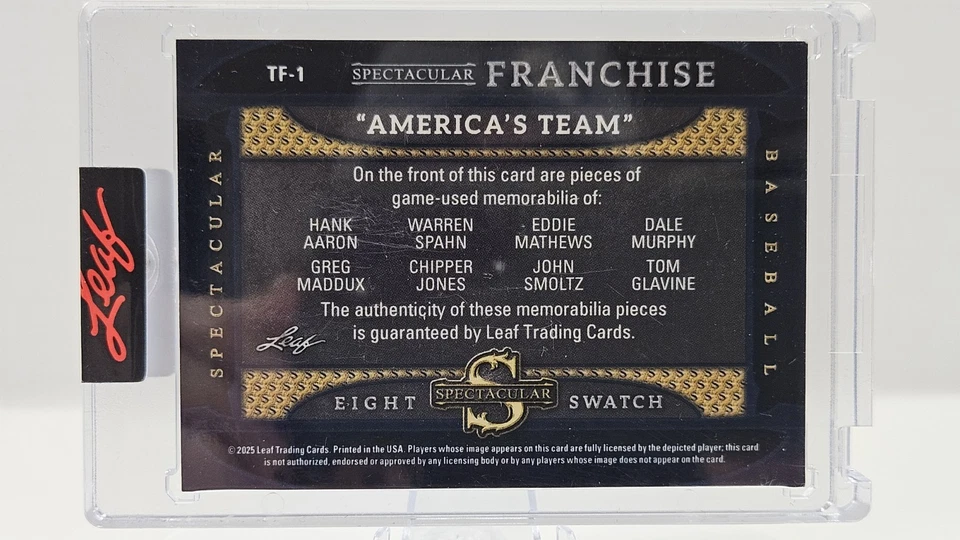 TF-1 SPECTACULAR FRANCHISE
"AMERICA'S TEAM"
On the front of this card are pieces of
game-used memorabilia of:
HANK AARON
WARREN SPAHN
EDDIE MATHEWS
DALE MURPHY
GREG MADDUX
CHIPPER JONES
JOHN SMOLTZ
TOM GLAVINE
The authenticity of these memorabilia pieces
is guaranteed by Leaf Trading Cards.
Leaf
EIGHT S SPECTACULAR SWATCH
© 2025 Leaf Trading Cards. Printed in the USA. Players whose image appears on this card are fully licensed by the depicted player; this card
is not authorized, endorsed or approved by any licensing body or by any players whose image does not appear on the card.
SPECTACULAR
BASEBALL
Leaf